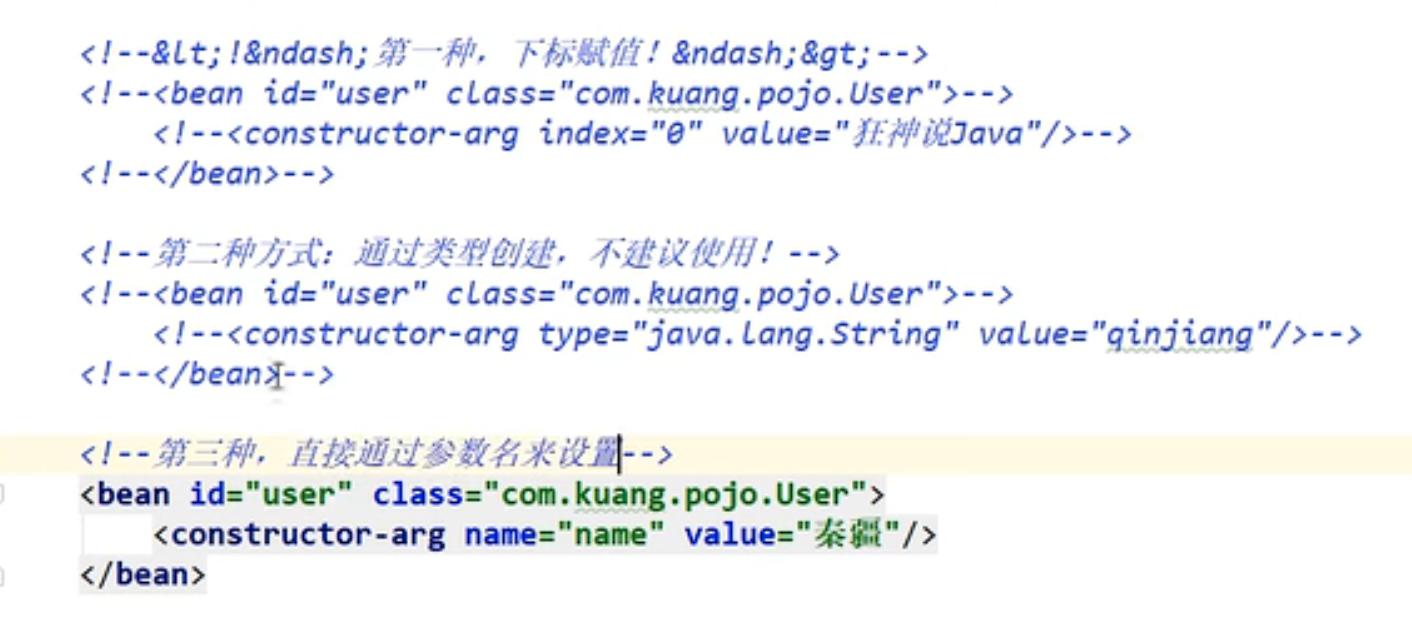 <!--&lt;!&ndash;第一种，下标赋值！&ndash;&gt;-->
<!--<bean id="user" class="com.kuang.pojo.User">-->
<!--<constructor-arg index="0" value="狂神说Java"/>-->
<!--</bean>-->
<!--第二种方式：通过类型创建，不建议使用！-->
<!--<bean id="user" class="com.kuang.pojo.User">-->
<!--<constructor-arg type="java.lang.String" value="qinjiang"/>-->
<!--</bean>-->
<!--第三种，直接通过参数名来设置-->
<bean id="user" class="com.kuang.pojo.User">
<constructor-arg name="name" value="秦疆"/>
</bean>